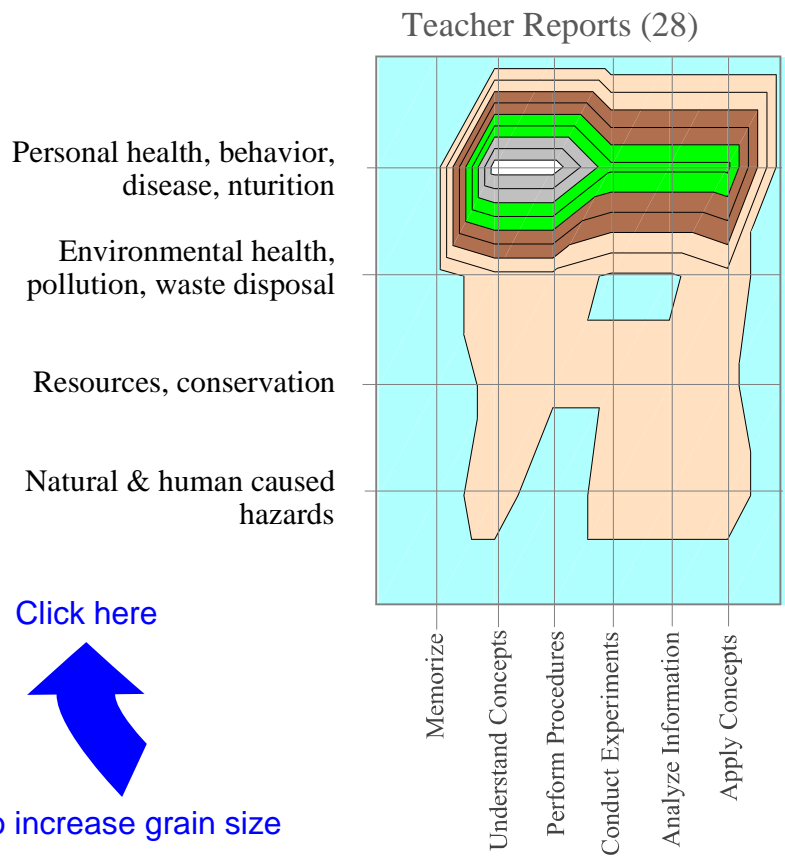 Teacher Reports (28)
Personal health, behavior,
disease, nturition
Environmental health,
pollution, waste disposal
Resources, conservation
Natural & human caused
hazards
Click here
increase grain size
Memorize
Understand Concepts
Perform Procedures
Conduct Experiments
Analyze Information
Apply Concepts